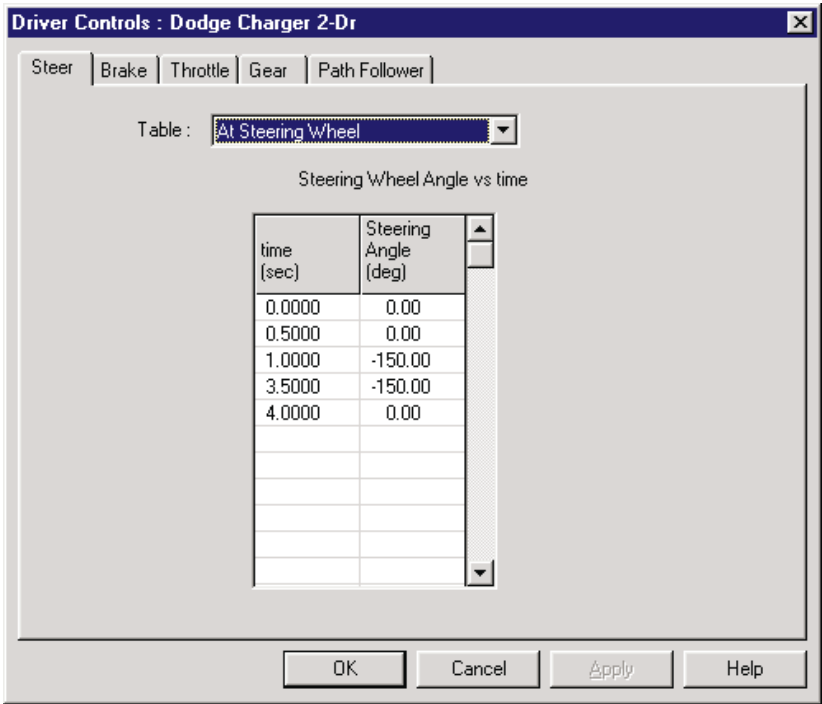 Driver Controls : Dodge Charger 2-Dr
Steer Brake Throttle Gear Path Follower
Table : At Steering Wheel
Steering Wheel Angle vs time
time
(sec)
Steering
Angle
(deg)
0.0000 0.00
0.5000 0.00
1.0000 -150.00
3.5000 -150.00
4.0000 0.00
OK Cancel Apply Help